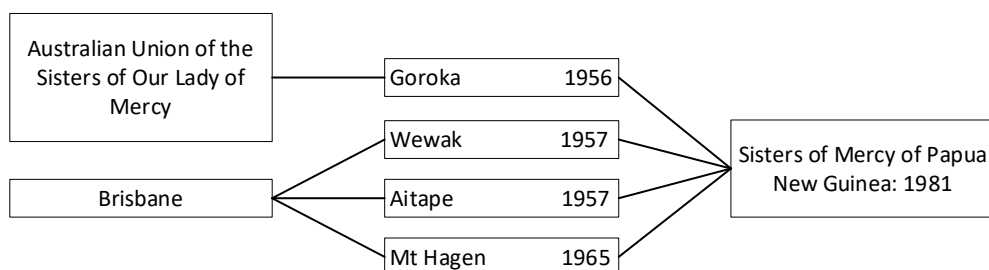 Australian Union of the
Sisters of Our Lady of
Mercy
Brisbane
Goroka 1956
Wewak 1957
Aitape 1957
Mt Hagen 1965
Sisters of Mercy of Papua
New Guinea: 1981